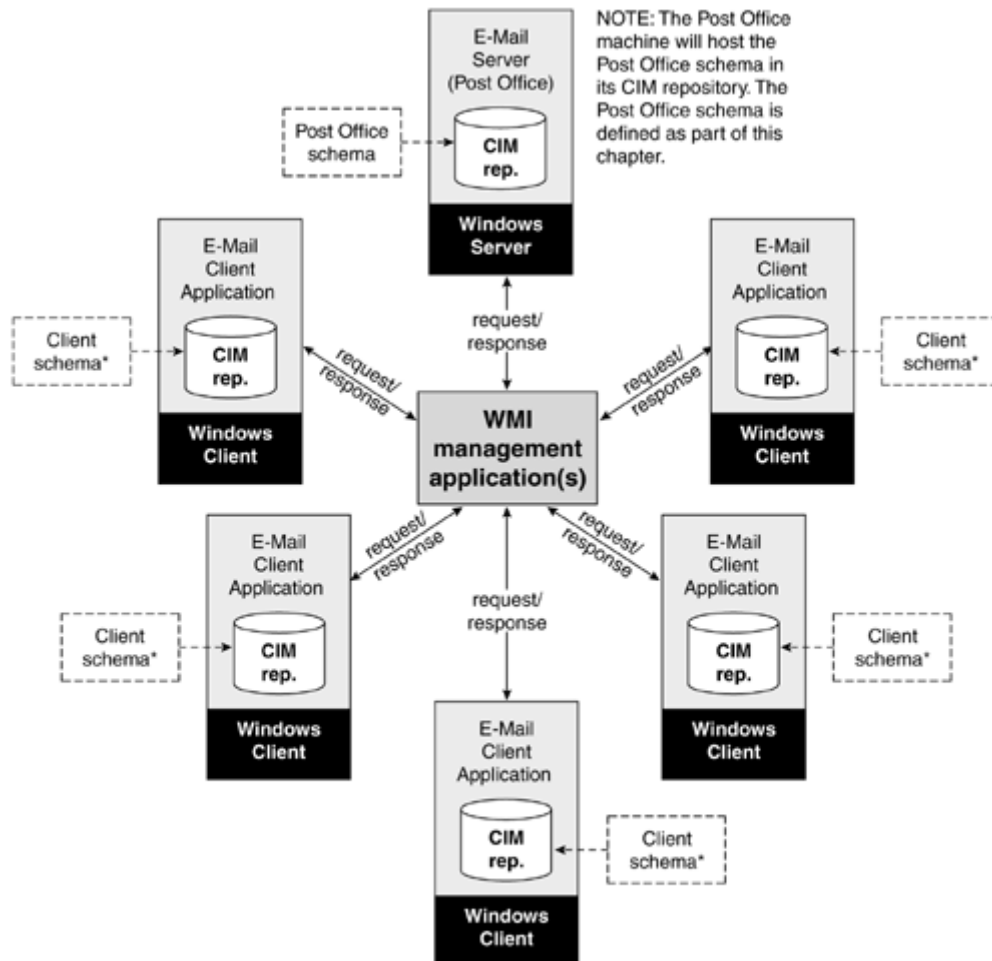 E-Mail
Server
(Post Office)
CIM
rep.
Windows
Server
NOTE: The Post Office
machine will host the
Post Office schema in
its CIM repository. The
Post Office schema is
defined as part of this
chapter.
Post Office
schema
E-Mail
Client
Application
CIM
rep.
Windows
Client
Client
schema*
request/
response
request/
response
request/
response
E-Mail
Client
Application
CIM
rep.
Windows
Client
Client
schema*
WMI
management
application(s)
E-Mail
Client
Application
CIM
rep.
Windows
Client
Client
schema*
request/
response
request/
response
request/
response
E-Mail
Client
Application
CIM
rep.
Windows
Client
Client
schema*
E-Mail
Client
Application
CIM
rep.
Windows
Client
Client
schema*